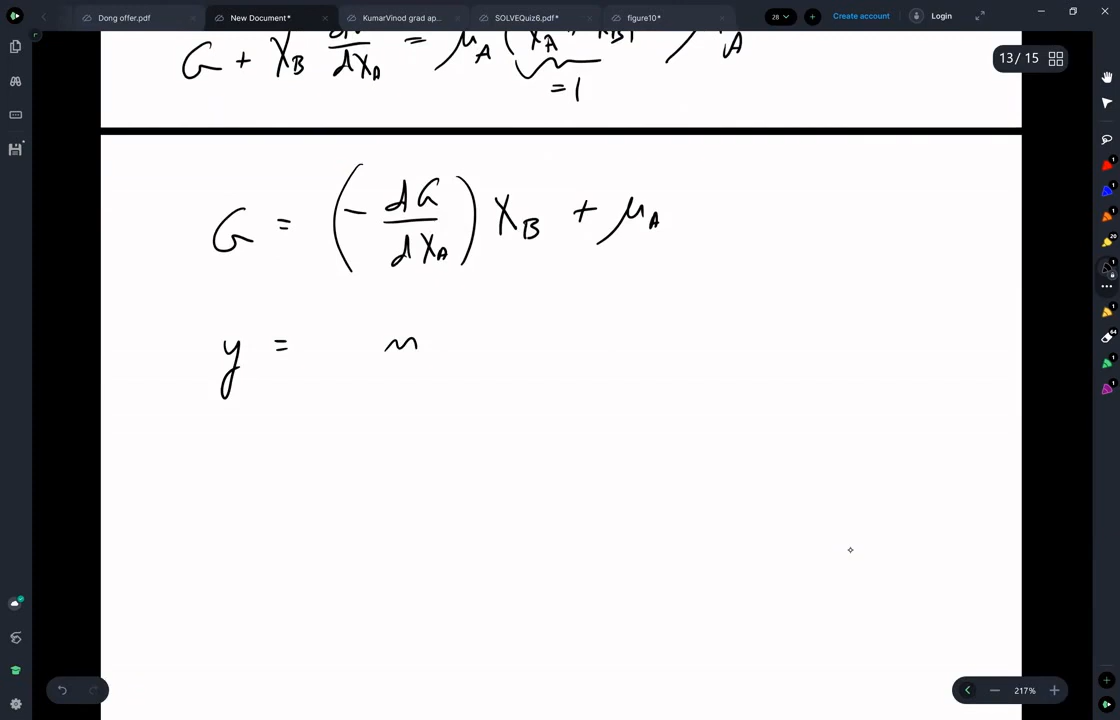 Dong offer.pdf New Document* KumarVinod grad ap... SOLVEQuiz6.pdf* figure10* 28 Create account Login
G + X_B dG/dX_A = μ_A (X_A + X_B) μ_A
= 1
13 / 15
G = (- dG/dX_A) X_B + μ_A
y = m
217%